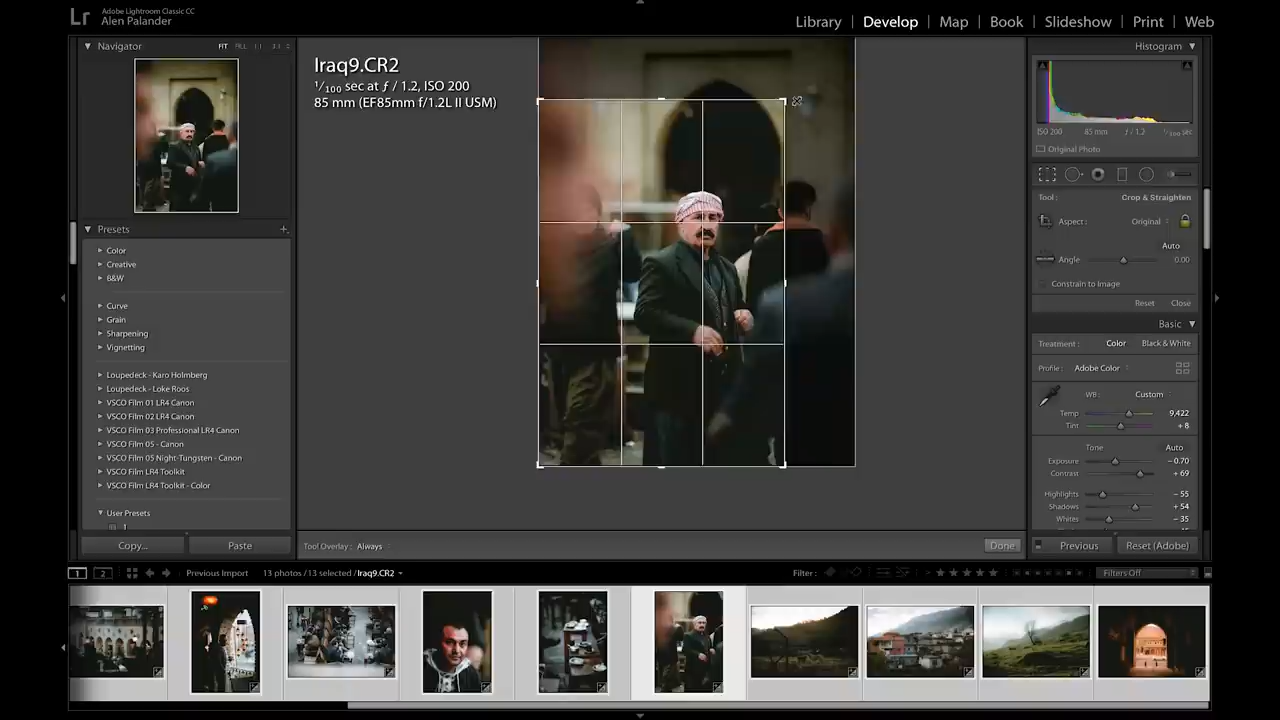 Lr
Adobe Lightroom Classic CC
Alen Palander
Library | Develop | Map | Book | Slideshow | Print | Web
Navigator FIT FILL 1:1 3:1
Iraq9.CR2
1/100 sec at ƒ / 1.2, ISO 200
85 mm (EF85mm f/1.2L II USM)
Presets +
Color
Creative
B&W
Curve
Grain
Sharpening
Vignetting
Loupedeck - Karo Holmberg
Loupedeck - Loke Roos
VSCO Film 01 LR4 Canon
VSCO Film 02 LR4 Canon
VSCO Film 03 Professional LR4 Canon
VSCO Film 05 - Canon
VSCO Film 05 Night-Tungsten - Canon
VSCO Film LR4 Toolkit
VSCO Film LR4 Toolkit - Color
User Presets
1
Copy... Paste
Tool Overlay: Always
Done
Histogram
ISO 200 85 mm ƒ / 1.2 1/100 sec
Original Photo
Tool: Crop & Straighten
Aspect: Original
Auto
Angle 0.00
Constrain to Image
Reset Close
Basic
Treatment: Color Black & White
Profile: Adobe Color
WB: Custom
Temp 9,422
Tint + 8
Tone Auto
Exposure – 0.70
Contrast + 69
Highlights – 55
Shadows + 54
Whites – 35
Previous Reset (Adobe)
1 2 Previous Import 13 photos / 13 selected / Iraq9.CR2 Filter: Filters Off